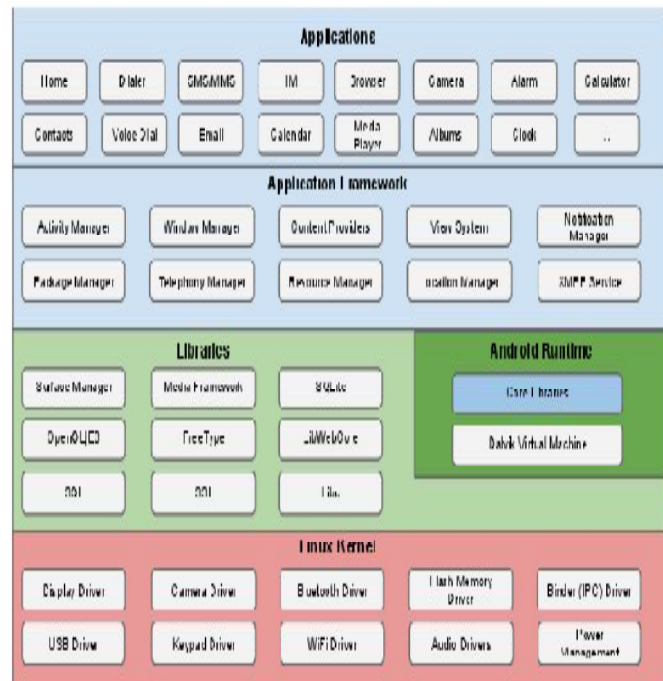 Applications
Home Dialer SMS/MMS IM Browser Camera Alarm Calculator
Contacts Voice Dial Email Calendar Media Player Albums Clock ...
Application Framework
Activity Manager Window Manager Content Providers View System Notification Manager
Package Manager Telephony Manager Resource Manager Location Manager XMPP Service
Libraries Android Runtime
Surface Manager Media Framework SQLite Core Libraries
OpenGL|ES FreeType LibWebCore Dalvik Virtual Machine
SGL SSL Libc
Linux Kernel
Display Driver Camera Driver Bluetooth Driver Flash Memory Driver Binder (IPC) Driver
USB Driver Keypad Driver WiFi Driver Audio Drivers Power Management